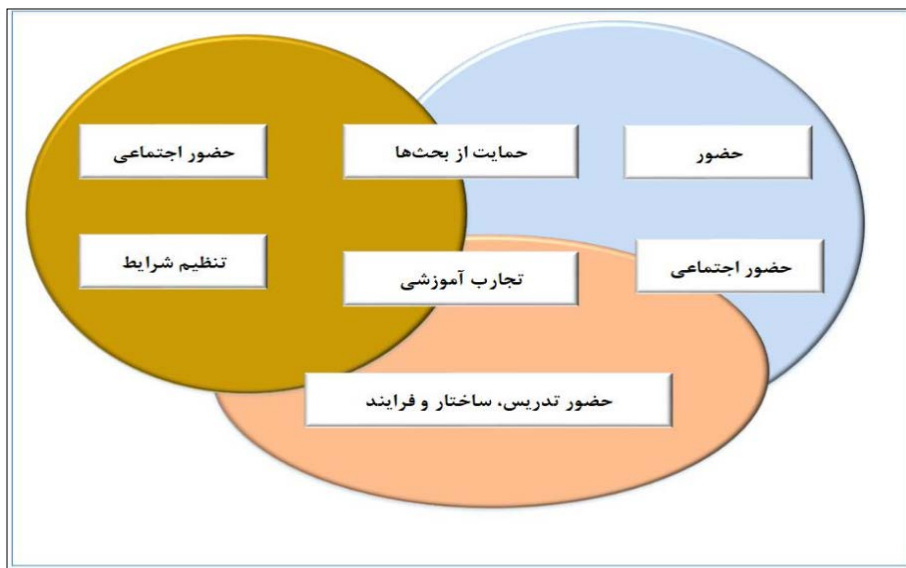 حضور
حمایت از بحث‌ها
حضور اجتماعی
حضور اجتماعی
تجارب آموزشی
تنظیم شرایط
حضور تدریس، ساختار و فرایند